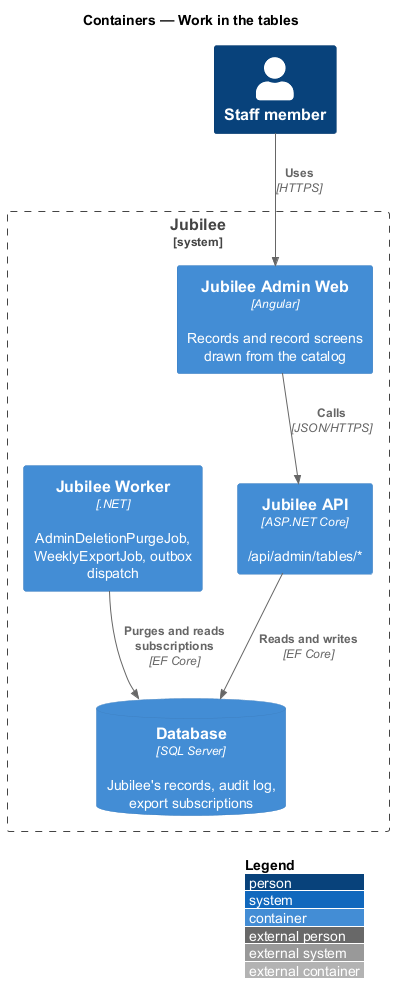 Containers — Work in the tables
Staff member
Uses
[HTTPS]
Jubilee
[system]
Jubilee Admin Web
[Angular]
Records and record screens
drawn from the catalog
Calls
[JSON/HTTPS]
Jubilee Worker
[.NET]
AdminDeletionPurgeJob,
WeeklyExportJob, outbox
dispatch
Jubilee API
[ASP.NET Core]
/api/admin/tables/*
Purges and reads
subscriptions
[EF Core]
Reads and writes
[EF Core]
Database
[SQL Server]
Jubilee's records, audit log,
export subscriptions
Legend
person
system
container
external person
external system
external container